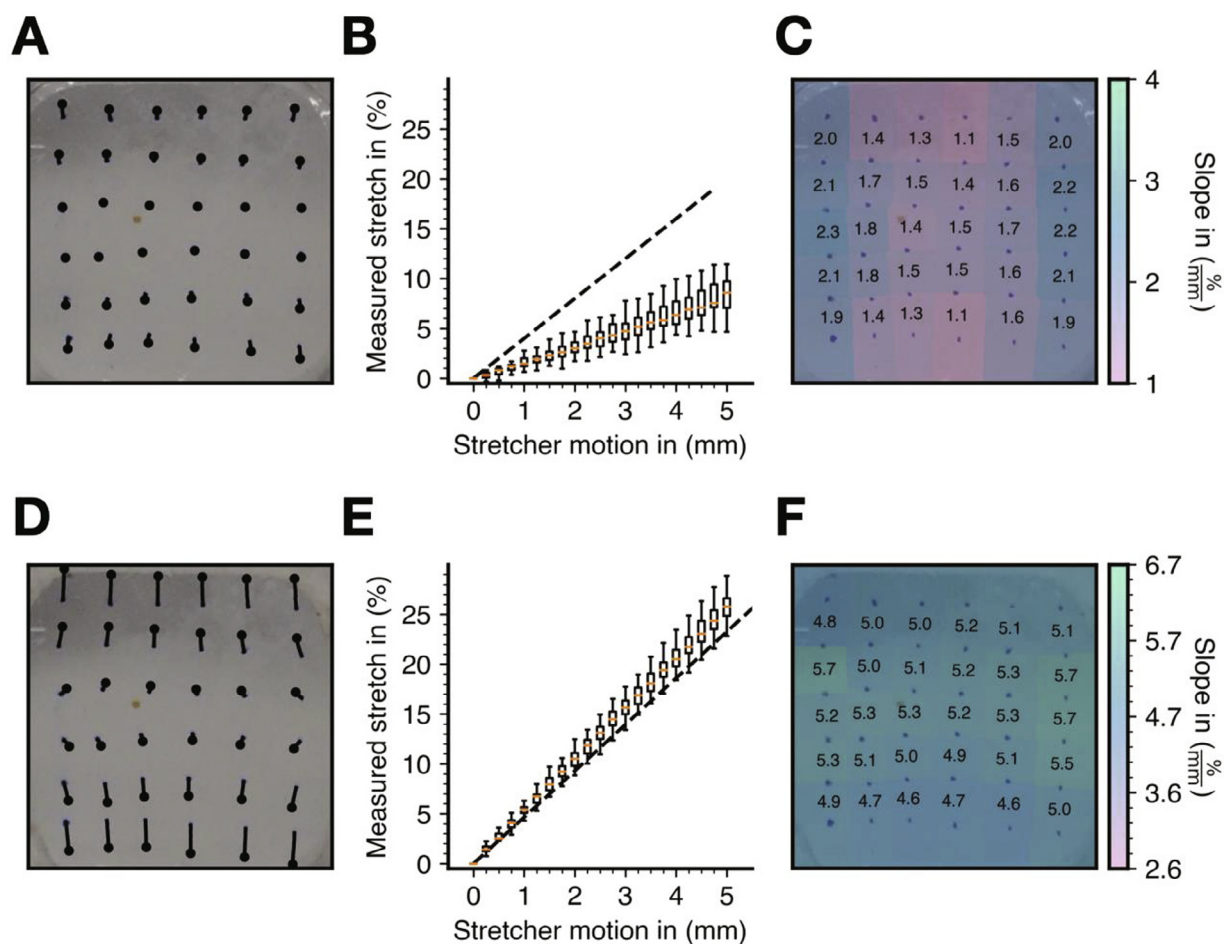 A
B
C
Measured stretch in (%)
25
20
15
10
5
0
0 1 2 3 4 5
Stretcher motion in (mm)
2.0 1.4 1.3 1.1 1.5 2.0
2.1 1.7 1.5 1.4 1.6 2.2
2.3 1.8 1.4 1.5 1.7 2.2
2.1 1.8 1.5 1.5 1.6 2.1
1.9 1.4 1.3 1.1 1.6 1.9
4
3
2
1
Slope in (%/mm)
D
E
F
Measured stretch in (%)
25
20
15
10
5
0
0 1 2 3 4 5
Stretcher motion in (mm)
4.8 5.0 5.0 5.2 5.1 5.1
5.7 5.0 5.1 5.2 5.3 5.7
5.2 5.3 5.3 5.2 5.3 5.7
5.3 5.1 5.0 4.9 5.1 5.5
4.9 4.7 4.6 4.7 4.6 5.0
6.7
5.7
4.7
3.6
2.6
Slope in (%/mm)